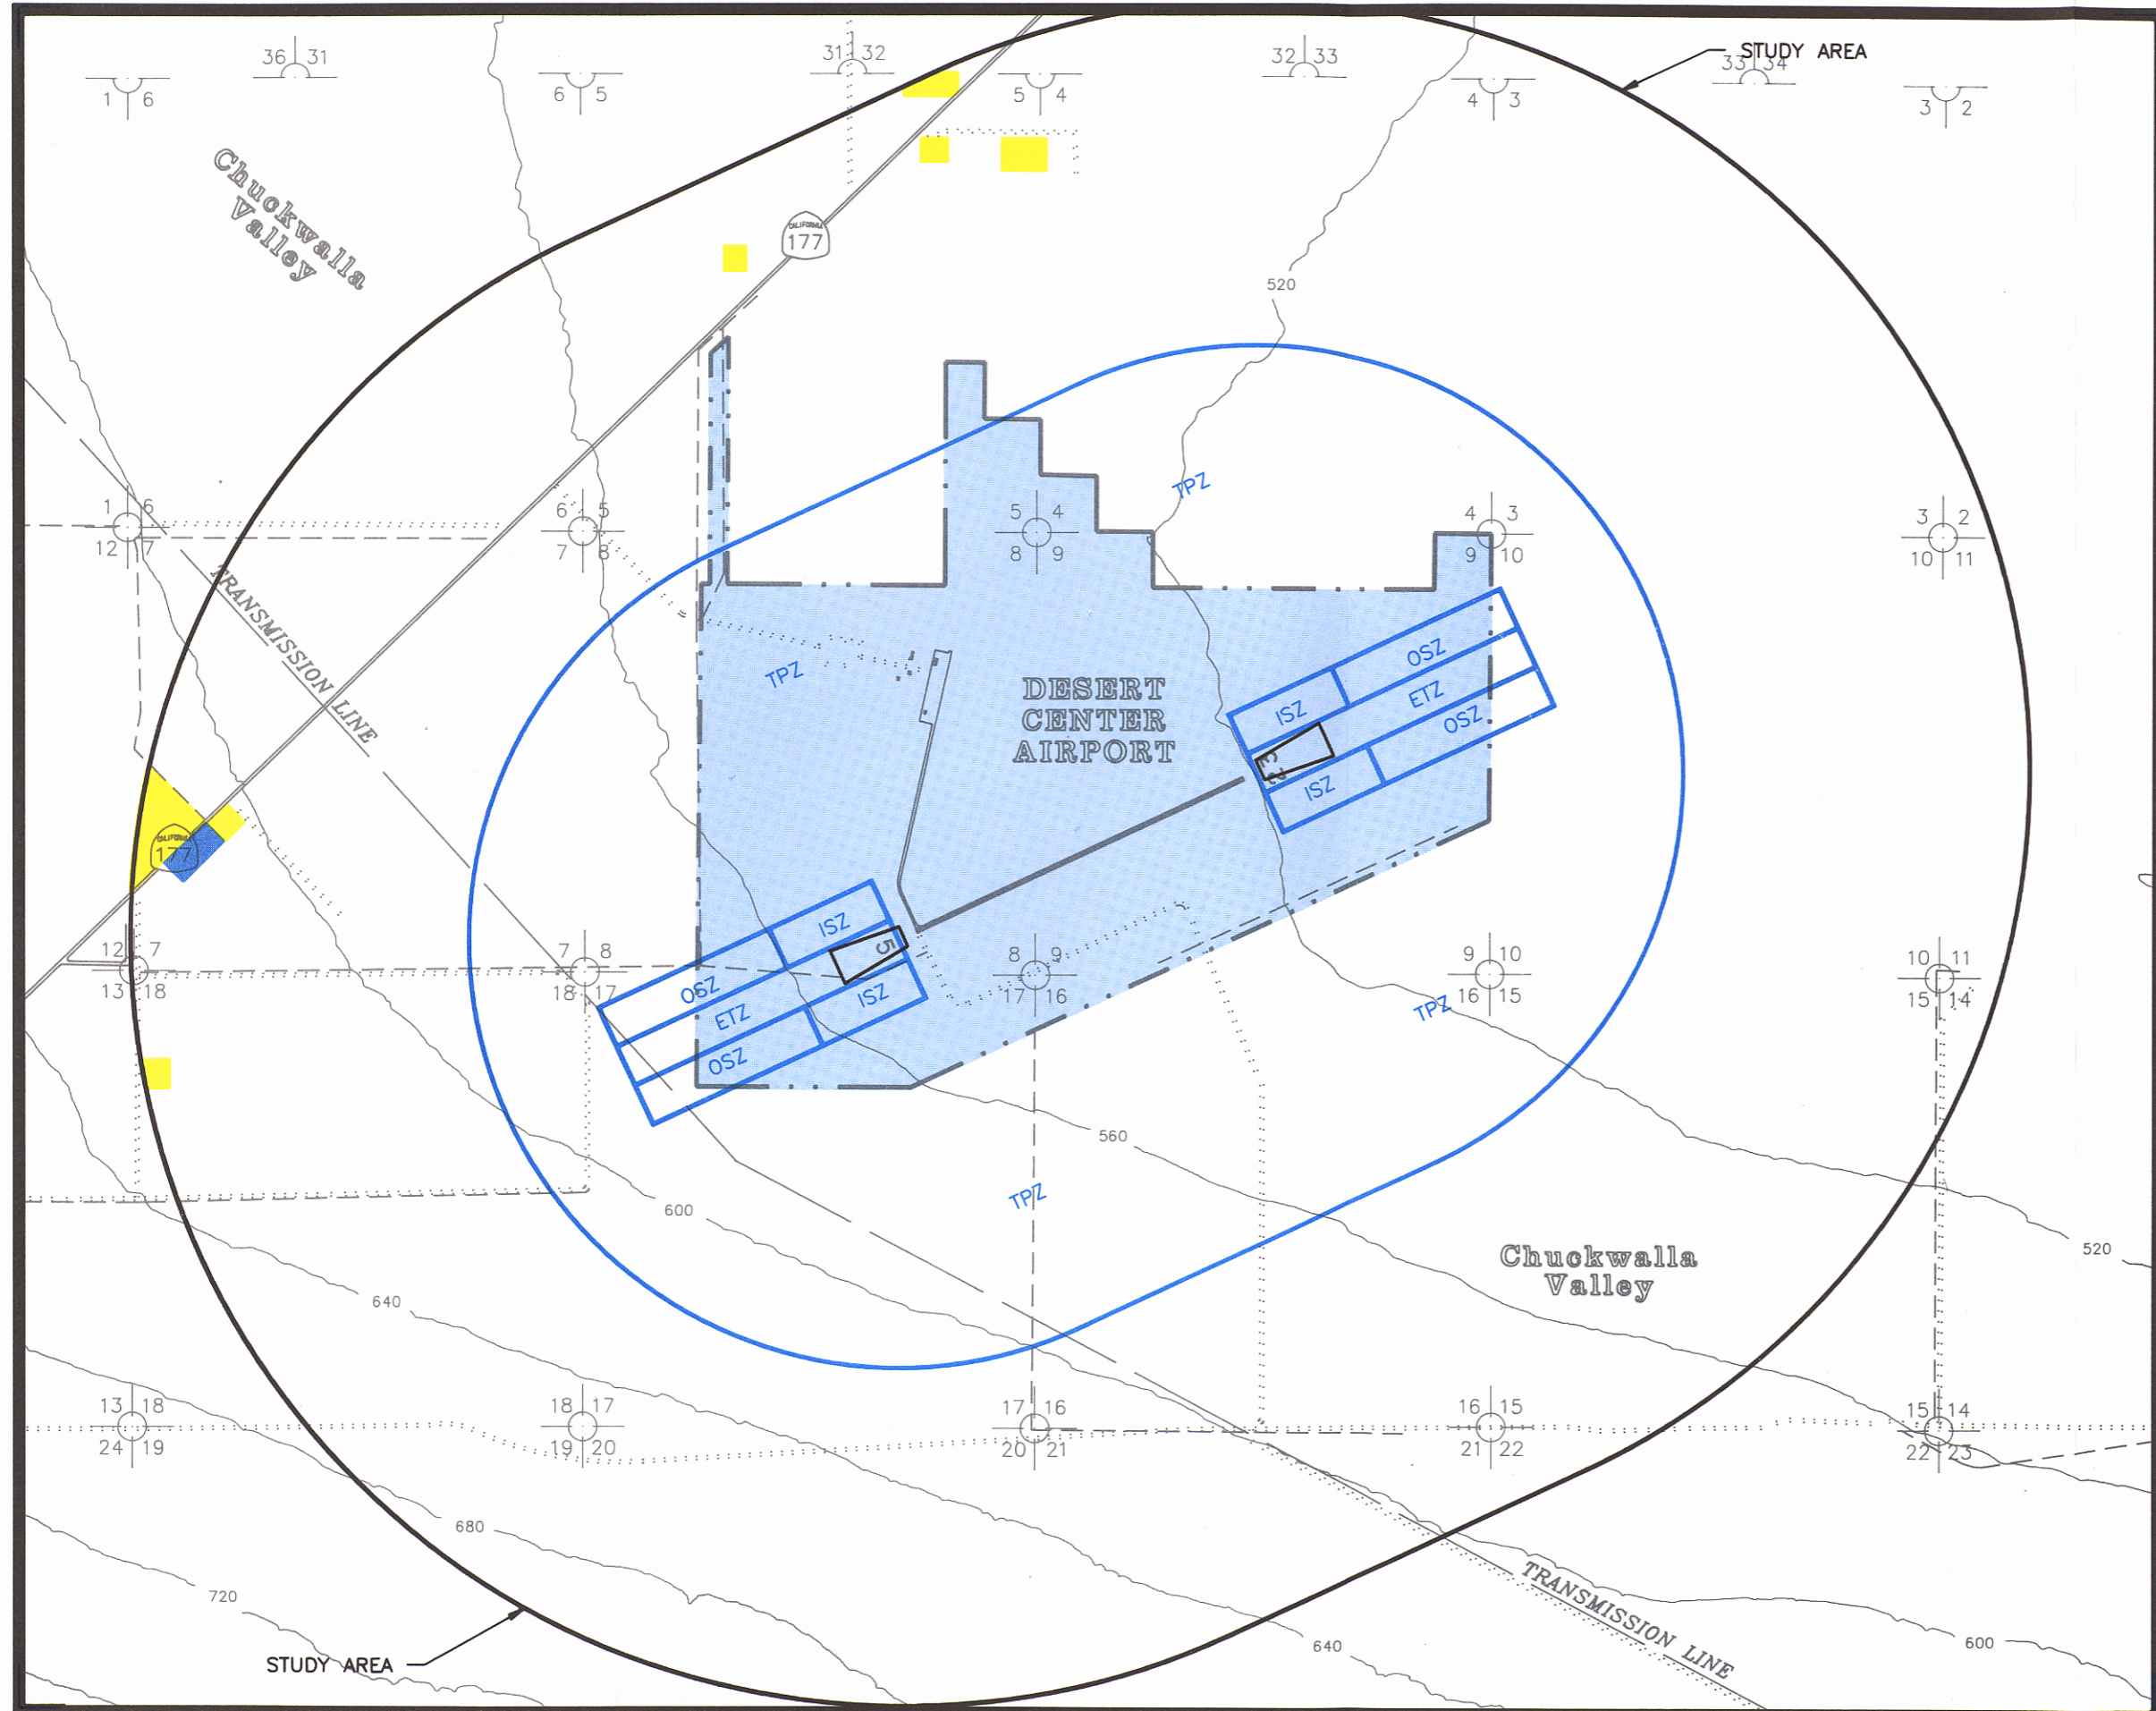 STUDY AREA
36 31
31 32
32 33
33 34
1 6
6 5
5 4
4 3
3 2
Chuckwalla
Valley
CALIFORNIA
177
520
TPZ
1 6
12 7
6 5
7 8
5 4
8 9
4 3
9 10
3 2
10 11
TRANSMISSION LINE
TPZ
DESERT
CENTER
AIRPORT
OSZ
ISZ
ETZ
OSZ
23
ISZ
CALIFORNIA
177
ISZ
5
OSZ
ISZ
ETZ
OSZ
12 7
13 18
7 8
18 17
8 9
17 16
9 10
16 15
10 11
15 14
TPZ
560
TPZ
600
Chuckwalla
Valley
520
640
13 18
24 19
18 17
19 20
17 16
20 21
16 15
21 22
15 14
22 23
680
TRANSMISSION LINE
720
640
600
STUDY AREA